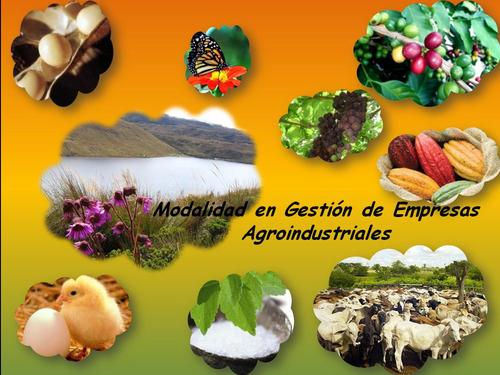 Modalidad en Gestión de Empresas
Agroindustriales